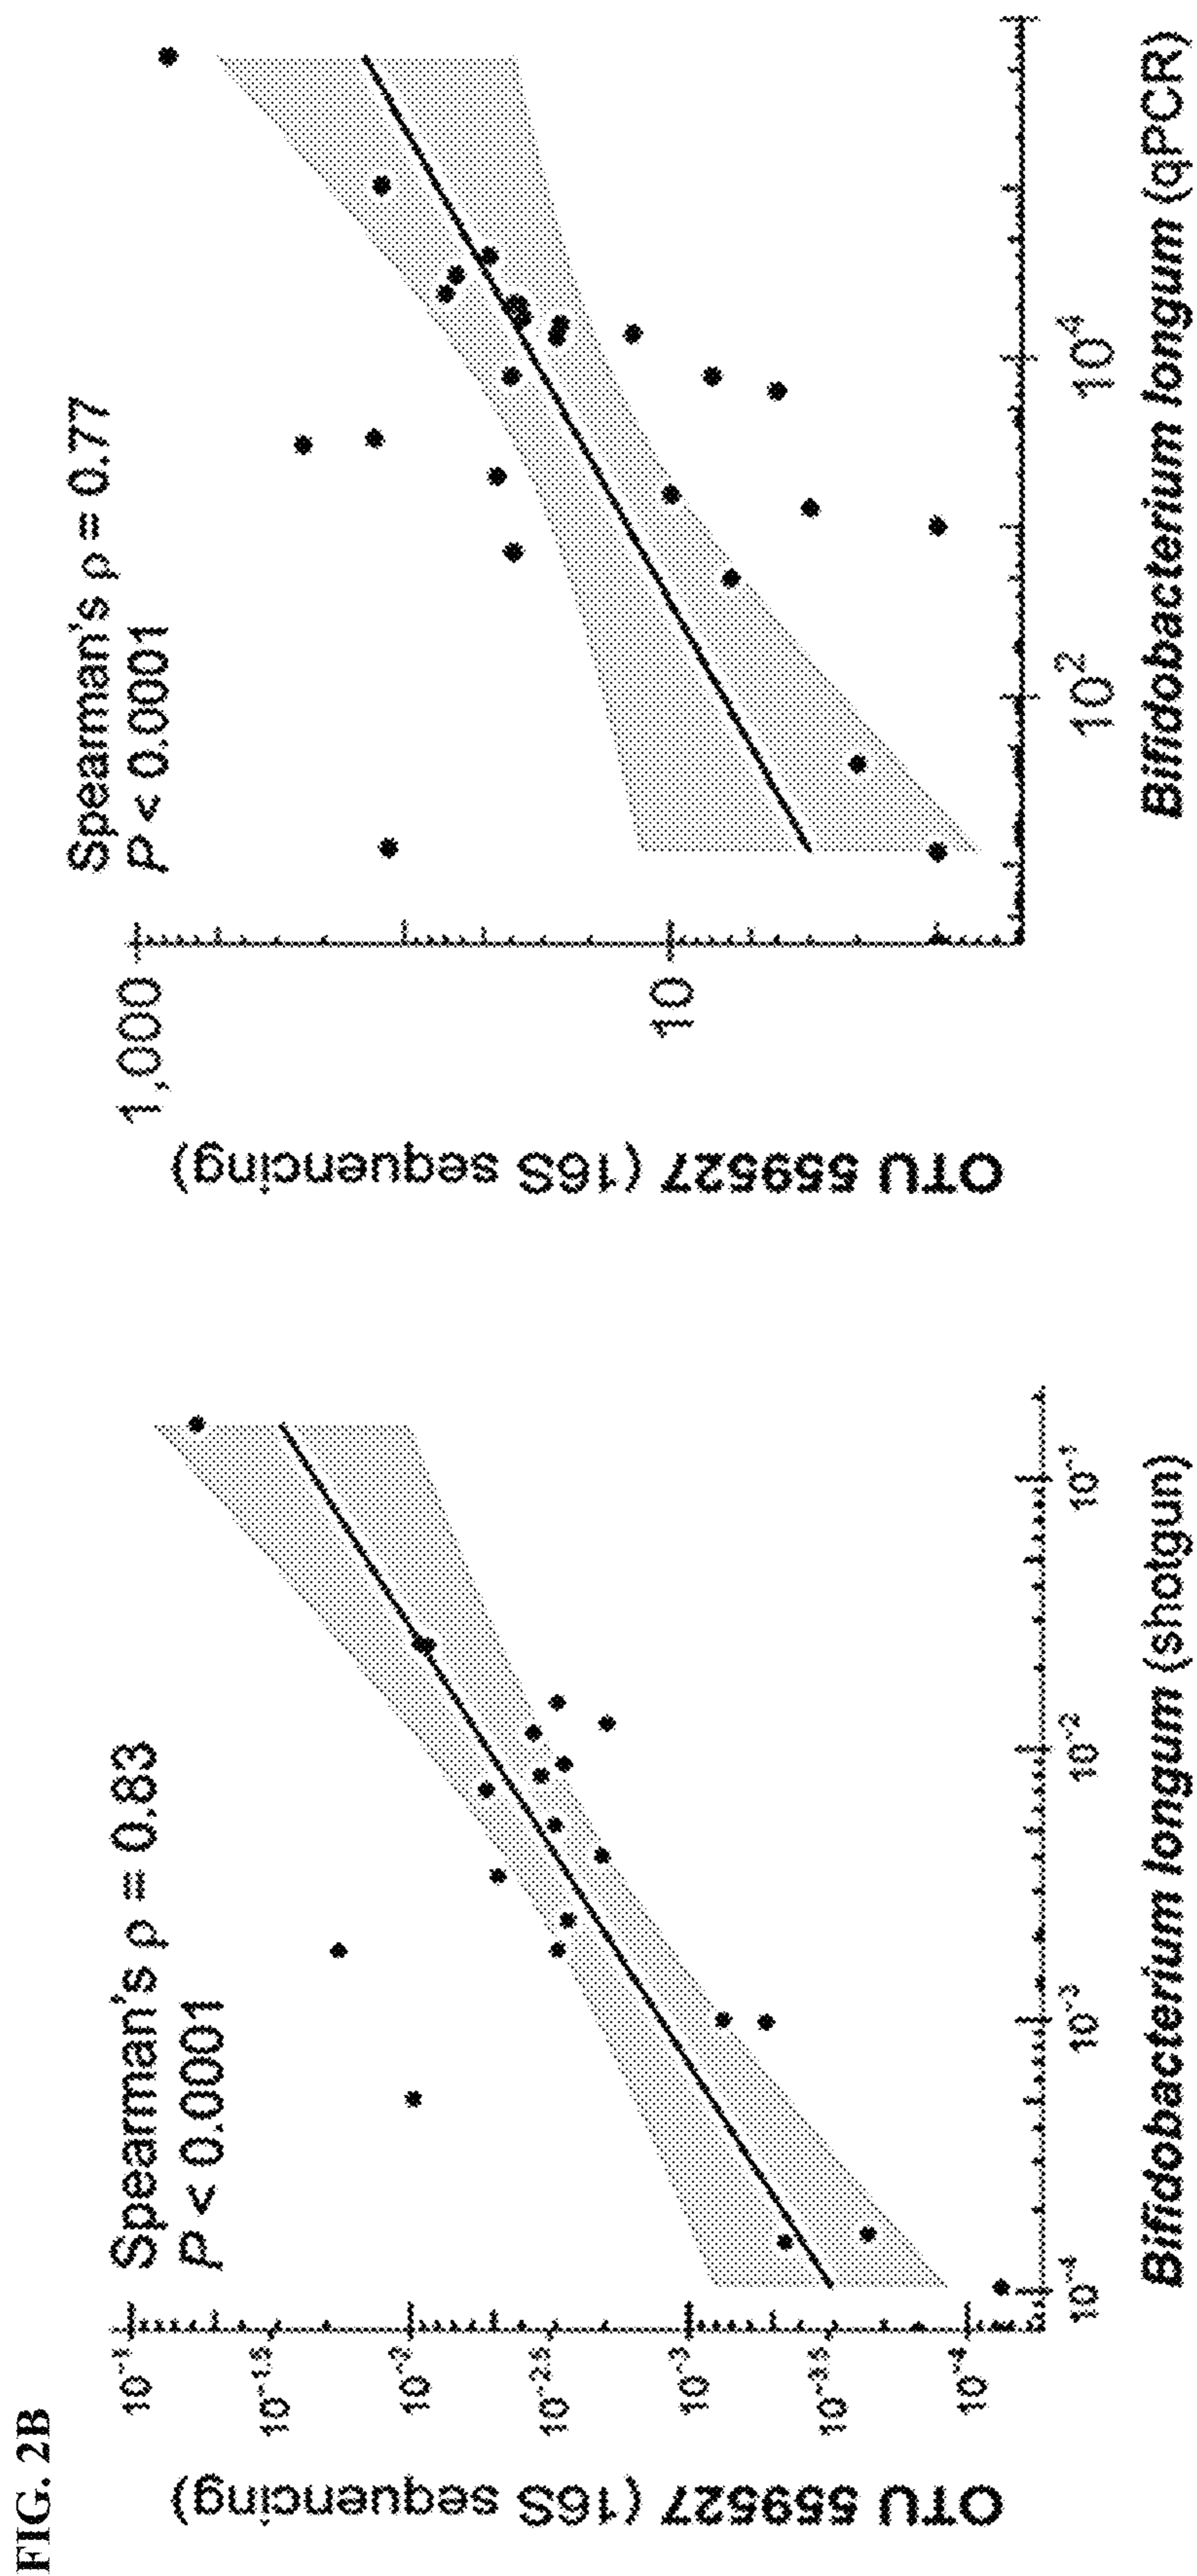 FIG. 2B
Spearman's ρ = 0.83
P < 0.0001
OTU 559527 (16S sequencing)
10⁻¹
10⁻¹·⁵
10⁻²
10⁻²·⁵
10⁻³
10⁻³·⁵
10⁻⁴
10⁻⁴
10⁻³
10⁻²
10⁻¹
Bifidobacterium longum (shotgun)
Spearman's ρ = 0.77
P < 0.0001
OTU 559527 (16S sequencing)
1,000
10
10²
10⁴
Bifidobacterium longum (qPCR)